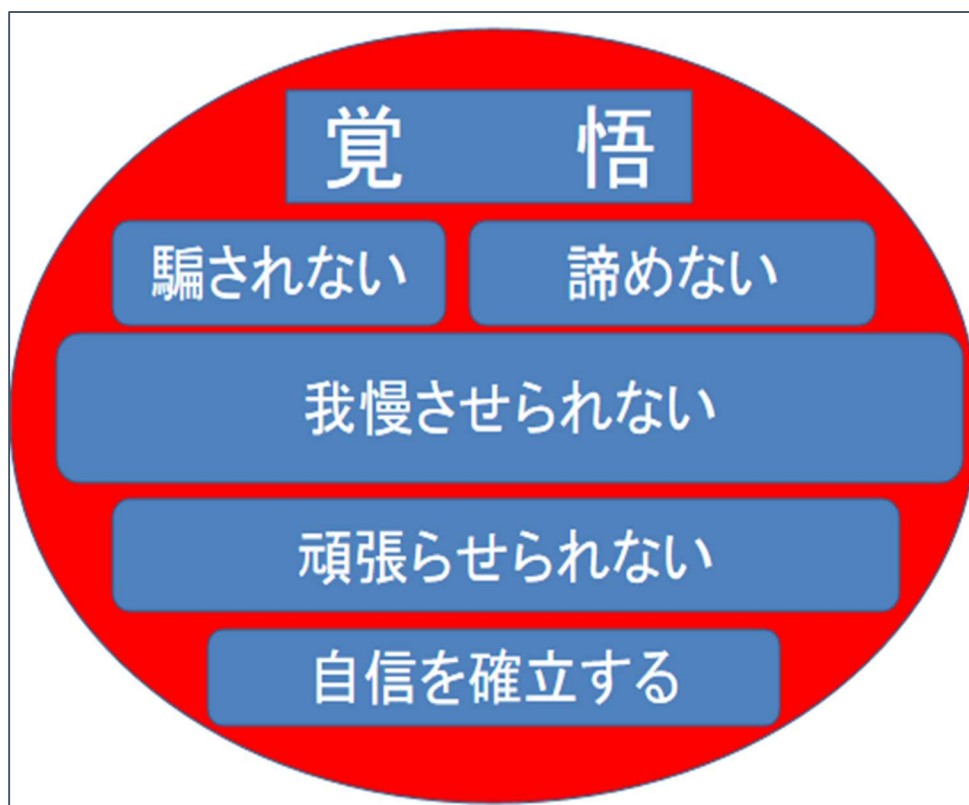 覚　悟
騙されない　諦めない
我慢させられない
頑張らせられない
自信を確立する